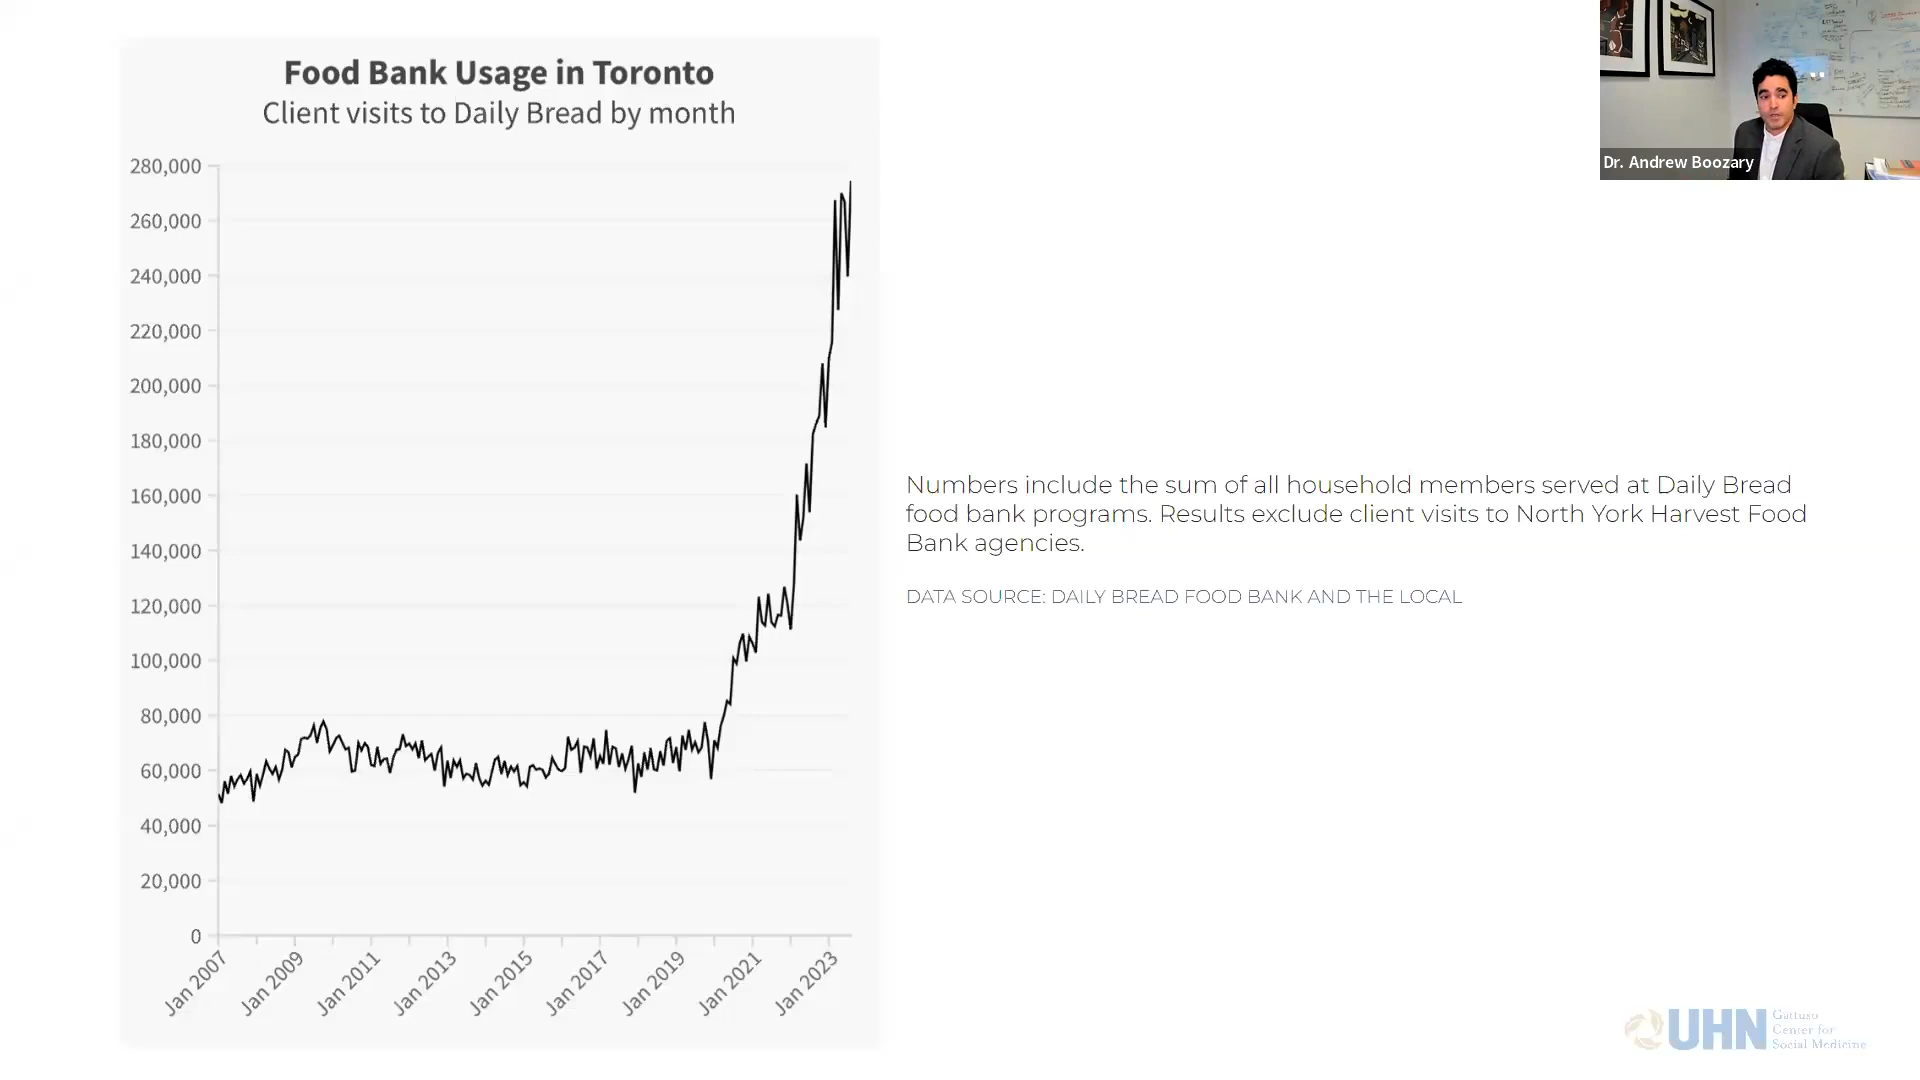 Food Bank Usage in Toronto
Client visits to Daily Bread by month
280,000
260,000
240,000
220,000
200,000
180,000
160,000
140,000
120,000
100,000
80,000
60,000
40,000
20,000
0
Jan 2007
Jan 2009
Jan 2011
Jan 2013
Jan 2015
Jan 2017
Jan 2019
Jan 2021
Jan 2023
Numbers include the sum of all household members served at Daily Bread
food bank programs. Results exclude client visits to North York Harvest Food
Bank agencies.
DATA SOURCE: DAILY BREAD FOOD BANK AND THE LOCAL
Dr. Andrew Boozary
UHN
Gattuso
Center for
Social Medicine